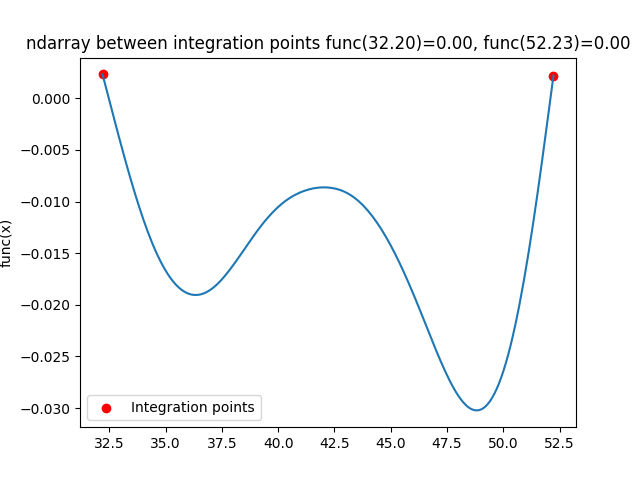 ndarray between integration points func(32.20)=0.00, func(52.23)=0.00
func(x)
0.000
−0.005
−0.010
−0.015
−0.020
−0.025
−0.030
Integration points
32.5 35.0 37.5 40.0 42.5 45.0 47.5 50.0 52.5